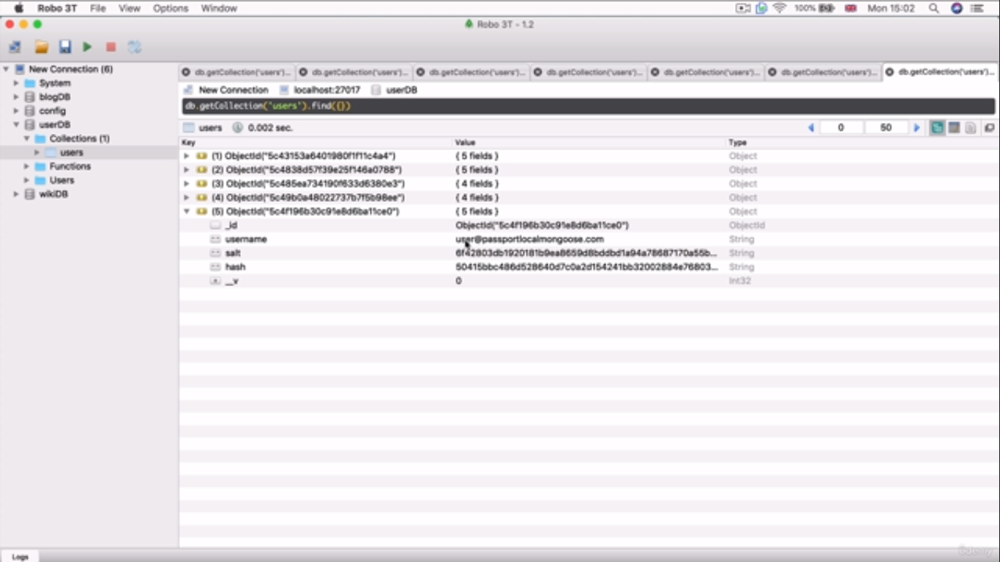 Robo 3T File View Options Window 100% Mon 15:02
Robo 3T - 1.2
New Connection (6)
System
blogDB
config
userDB
Collections (1)
users
Functions
Users
wikiDB
db.getCollection('users')... db.getCollection('users')... db.getCollection('users')... db.getCollection('users')... db.getCollection('users')... db.getCollection('users')... db.getCollection('users')...
New Connection localhost:27017 userDB
db.getCollection('users').find({})
users 0.002 sec. 0 50
Key Value Type
(1) ObjectId("5c43153a6401980f1f11c4a4") { 5 fields } Object
(2) ObjectId("5c4838d57f39e25f146a0788") { 5 fields } Object
(3) ObjectId("5c485ea734190f633d6380e3") { 4 fields } Object
(4) ObjectId("5c49b0a48022737b7f5b98ee") { 4 fields } Object
(5) ObjectId("5c4f196b30c91e8d6ba11ce0") { 5 fields } Object
_id ObjectId("5c4f196b30c91e8d6ba11ce0") ObjectId
username user@passportlocalmongoose.com String
salt 6f42803db1920181b9ea8659d8bddbd1a94a78687170a55b... String
hash 50415bbc486d528640d7c0a2d154241bb32002884e76803... String
__v 0 Int32
Logs
Udemy